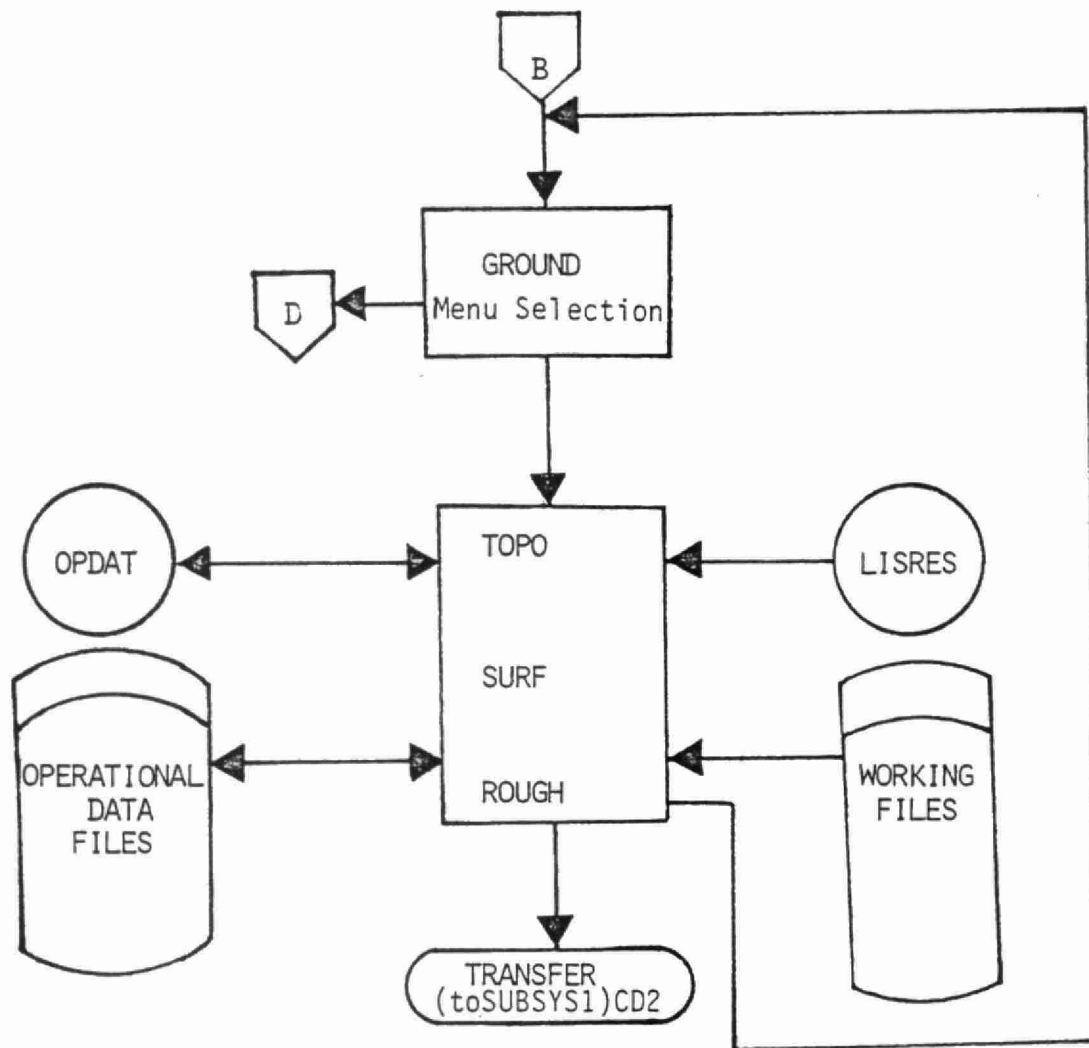 B
GROUND
Menu Selection
D
OPDAT
TOPO
LISRES
SURF
OPERATIONAL
DATA
FILES
ROUGH
WORKING
FILES
TRANSFER
(toSUBSYS1)CD2